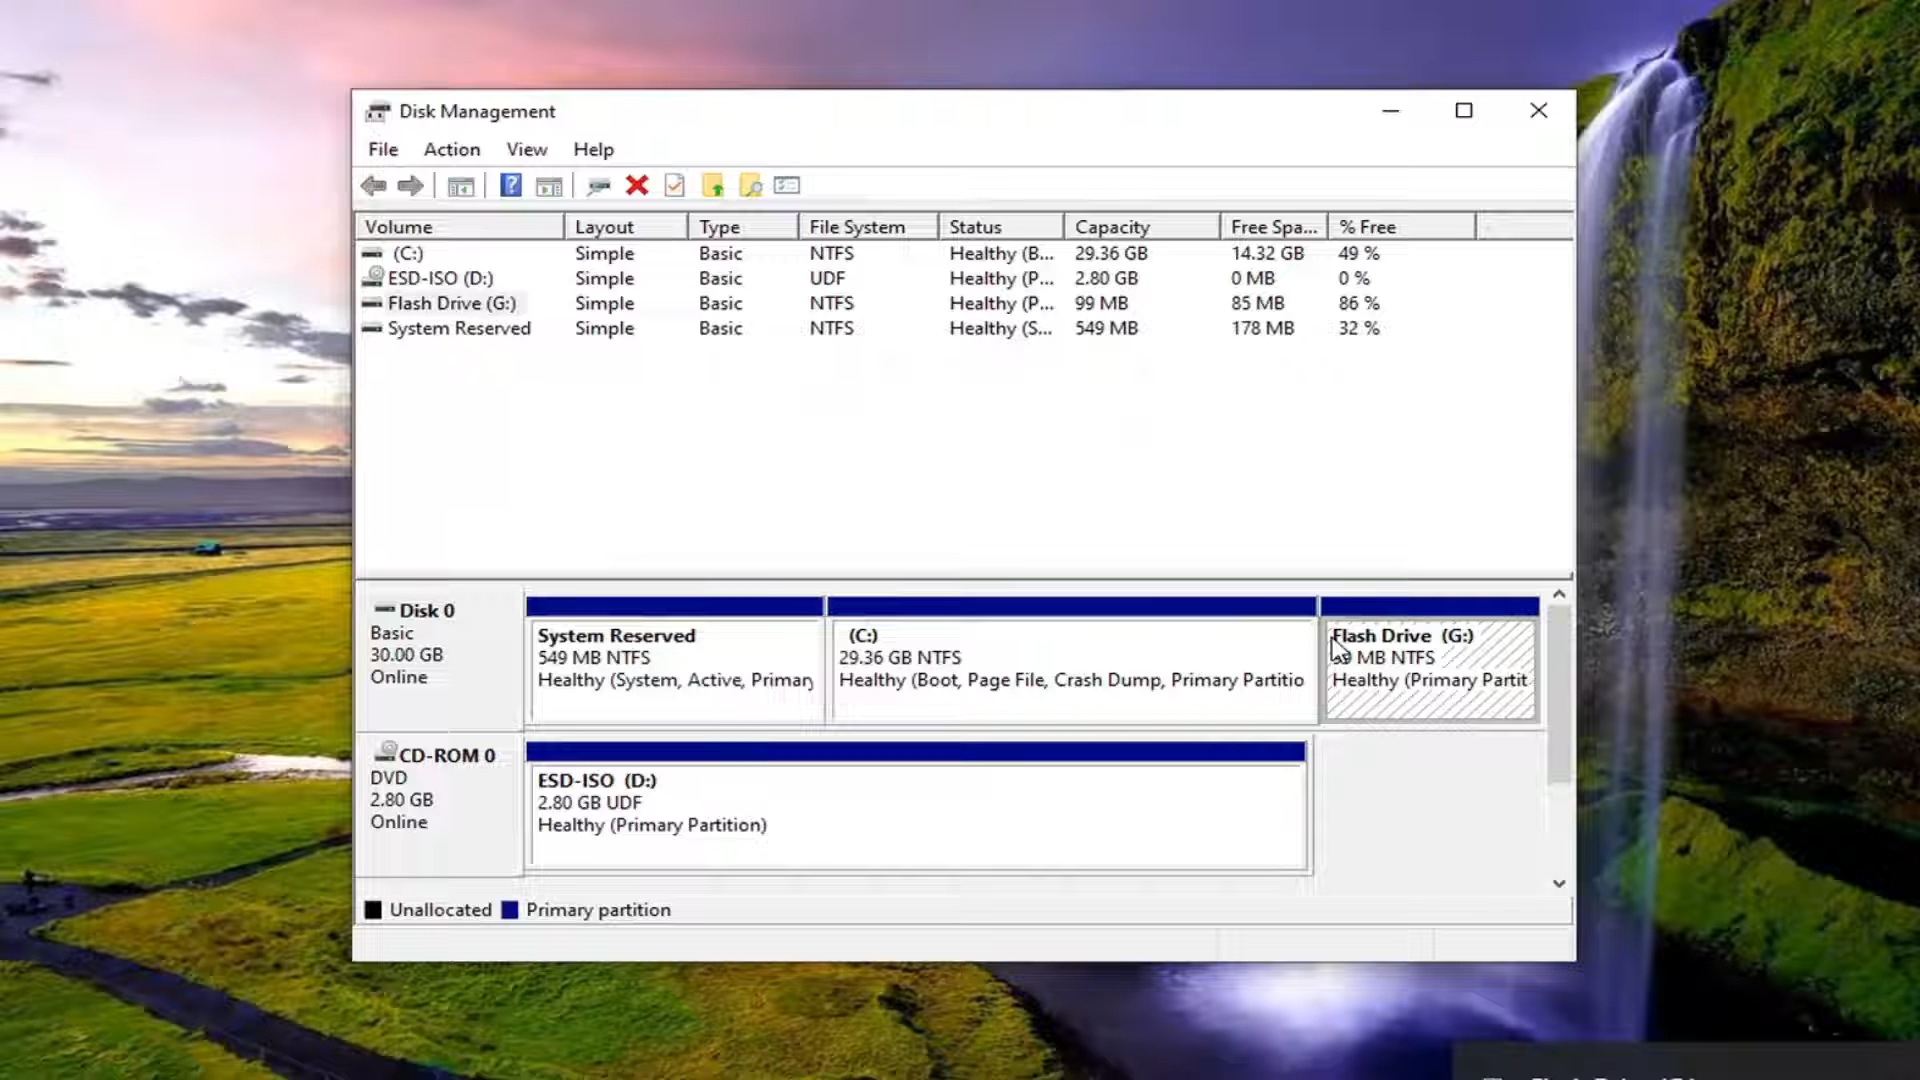 Disk Management
File Action View Help
Volume Layout Type File System Status Capacity Free Spa... % Free
(C:) Simple Basic NTFS Healthy (B... 29.36 GB 14.32 GB 49 %
ESD-ISO (D:) Simple Basic UDF Healthy (P... 2.80 GB 0 MB 0 %
Flash Drive (G:) Simple Basic NTFS Healthy (P... 99 MB 85 MB 86 %
System Reserved Simple Basic NTFS Healthy (S... 549 MB 178 MB 32 %
Disk 0
Basic
30.00 GB
Online
System Reserved
549 MB NTFS
Healthy (System, Active, Primary
(C:)
29.36 GB NTFS
Healthy (Boot, Page File, Crash Dump, Primary Partitio
Flash Drive (G:)
99 MB NTFS
Healthy (Primary Partit
CD-ROM 0
DVD
2.80 GB
Online
ESD-ISO (D:)
2.80 GB UDF
Healthy (Primary Partition)
Unallocated Primary partition